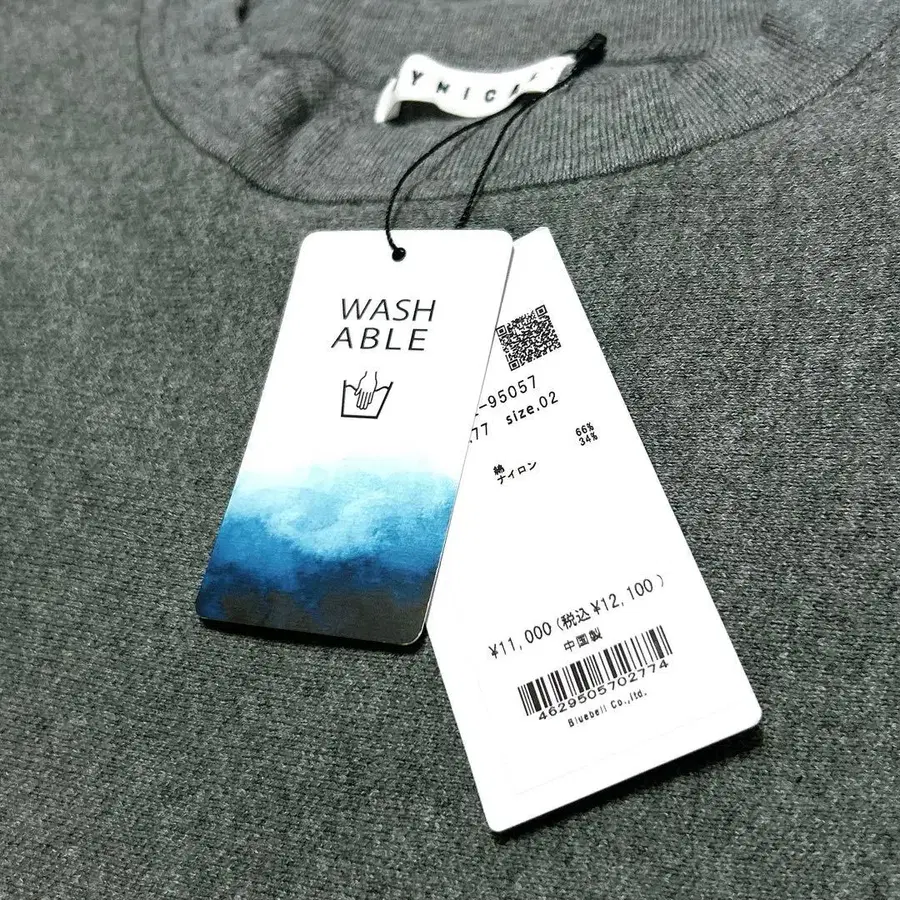 WASH
ABLE
-95057
77 size.02
綿 66%
ナイロン 34%
¥11,000(税込¥12,100)
中国製
4629505702774
Bluebell Co.,ltd.